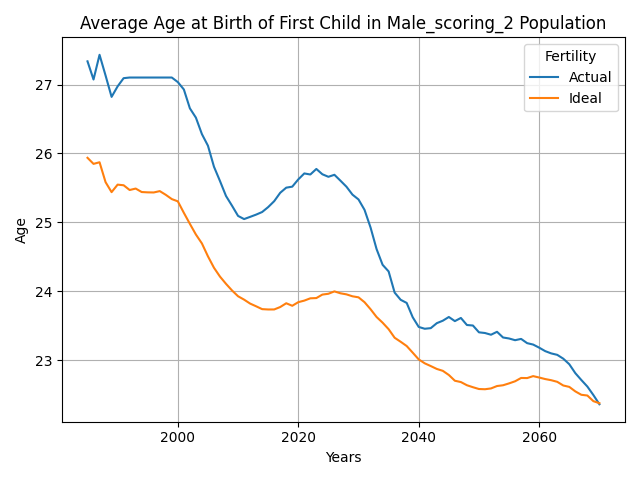 Average Age at Birth of First Child in Male_scoring_2 Population
Fertility
Actual
Ideal
27
26
25
24
23
Age
2000
2020
2040
2060
Years